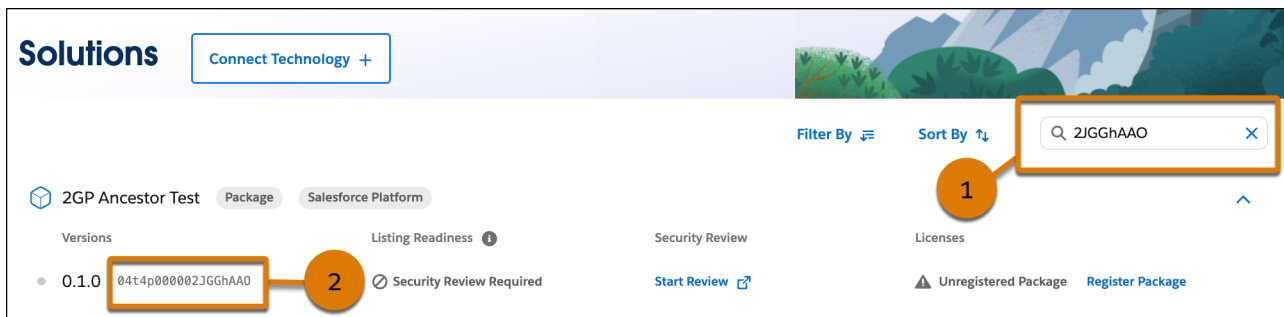 Solutions
Connect Technology +
Filter By
Sort By
2JGGhAAO
1
2GP Ancestor Test Package Salesforce Platform
Versions Listing Readiness Security Review Licenses
0.1.0 04t4p000002JGGhAAO 2 Security Review Required Start Review Unregistered Package Register Package